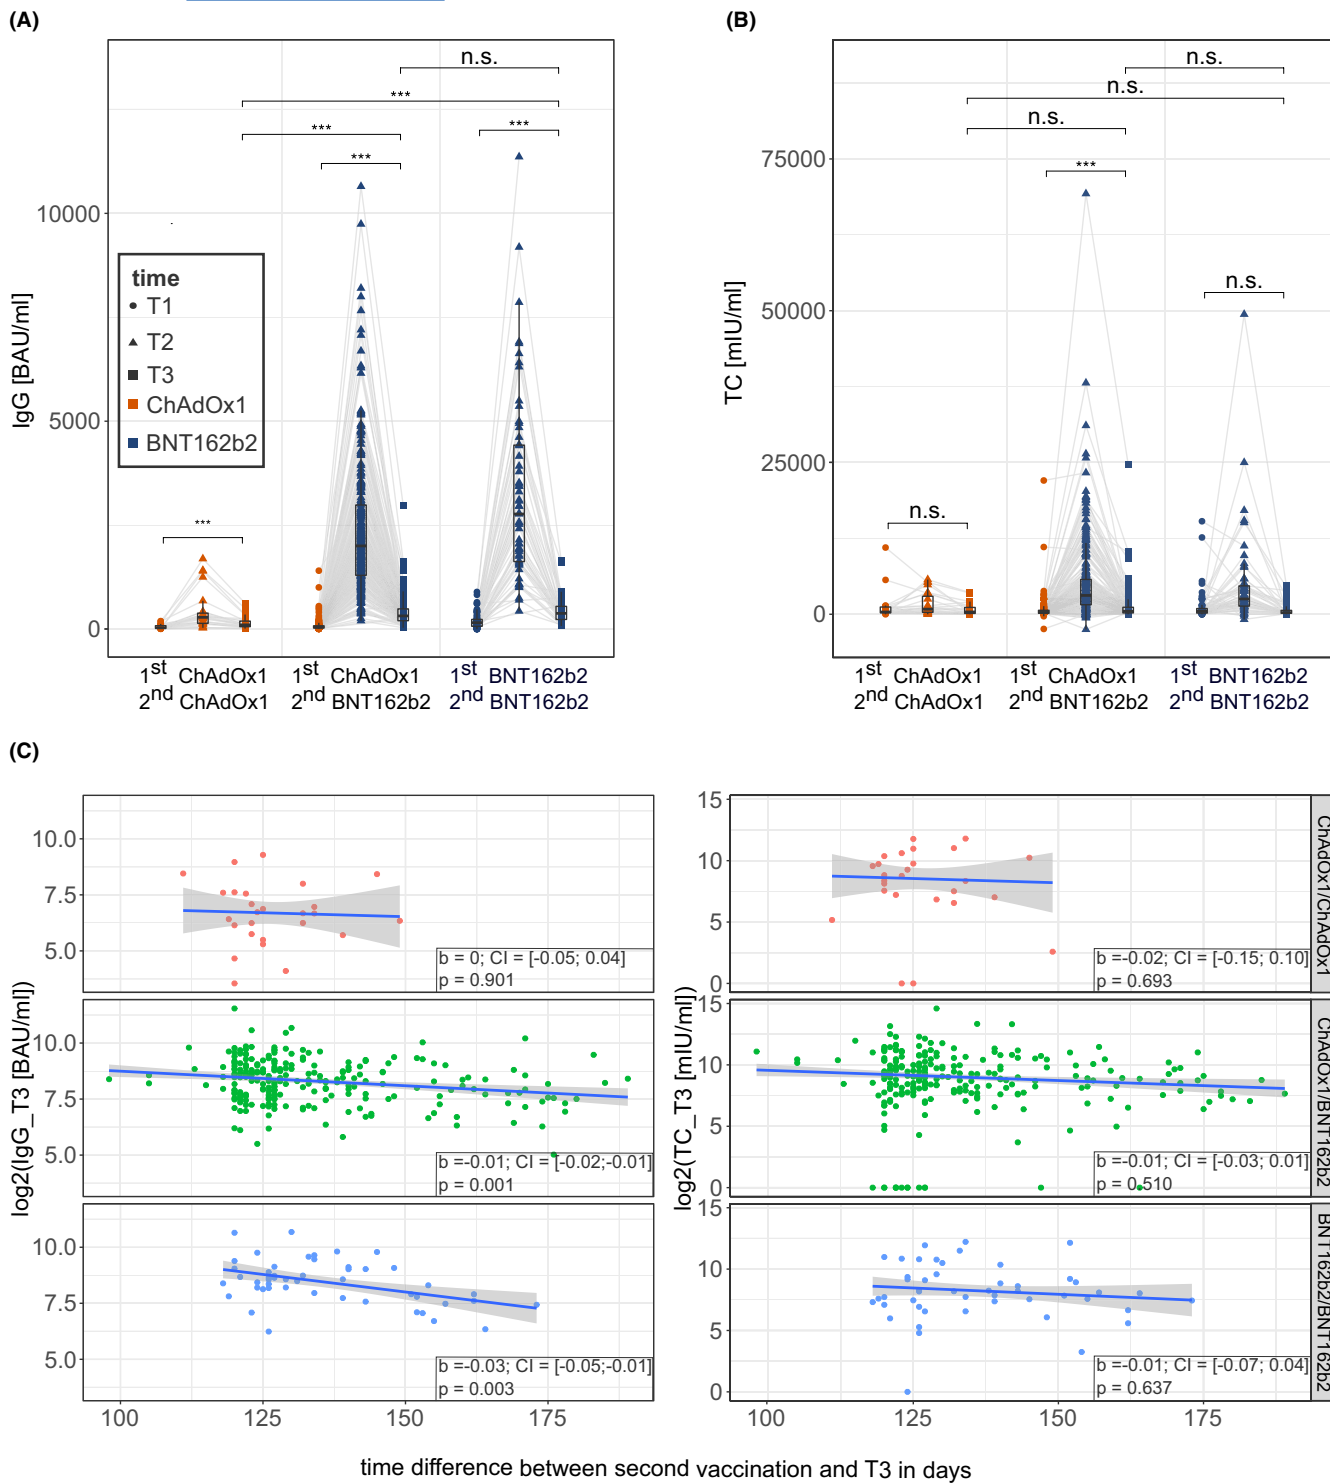 (A)
n.s.
***
***
***
***
10000
5000
0
IgG [BAU/ml]
time
T1
T2
T3
ChAdOx1
BNT162b2
***
1st ChAdOx1
2nd ChAdOx1
1st ChAdOx1
2nd BNT162b2
1st BNT162b2
2nd BNT162b2
(B)
n.s.
n.s.
n.s.
***
n.s.
n.s.
75000
50000
25000
0
TC [mIU/ml]
1st ChAdOx1
2nd ChAdOx1
1st ChAdOx1
2nd BNT162b2
1st BNT162b2
2nd BNT162b2
(C)
log2(IgG_T3 [BAU/ml])
10.0
7.5
5.0
b = 0; CI = [-0.05; 0.04]
p = 0.901
10.0
7.5
5.0
b =-0.01; CI = [-0.02;-0.01]
p = 0.001
10.0
7.5
5.0
b =-0.03; CI = [-0.05;-0.01]
p = 0.003
100
125
150
175
log2(TC_T3 [mIU/ml])
15
10
5
0
b =-0.02; CI = [-0.15; 0.10]
p = 0.693
ChAdOx1/ChAdOx1
15
10
5
0
b =-0.01; CI = [-0.03; 0.01]
p = 0.510
ChAdOx1/BNT162b2
15
10
5
0
b =-0.01; CI = [-0.07; 0.04]
p = 0.637
BNT162b2/BNT162b2
100
125
150
175
time difference between second vaccination and T3 in days